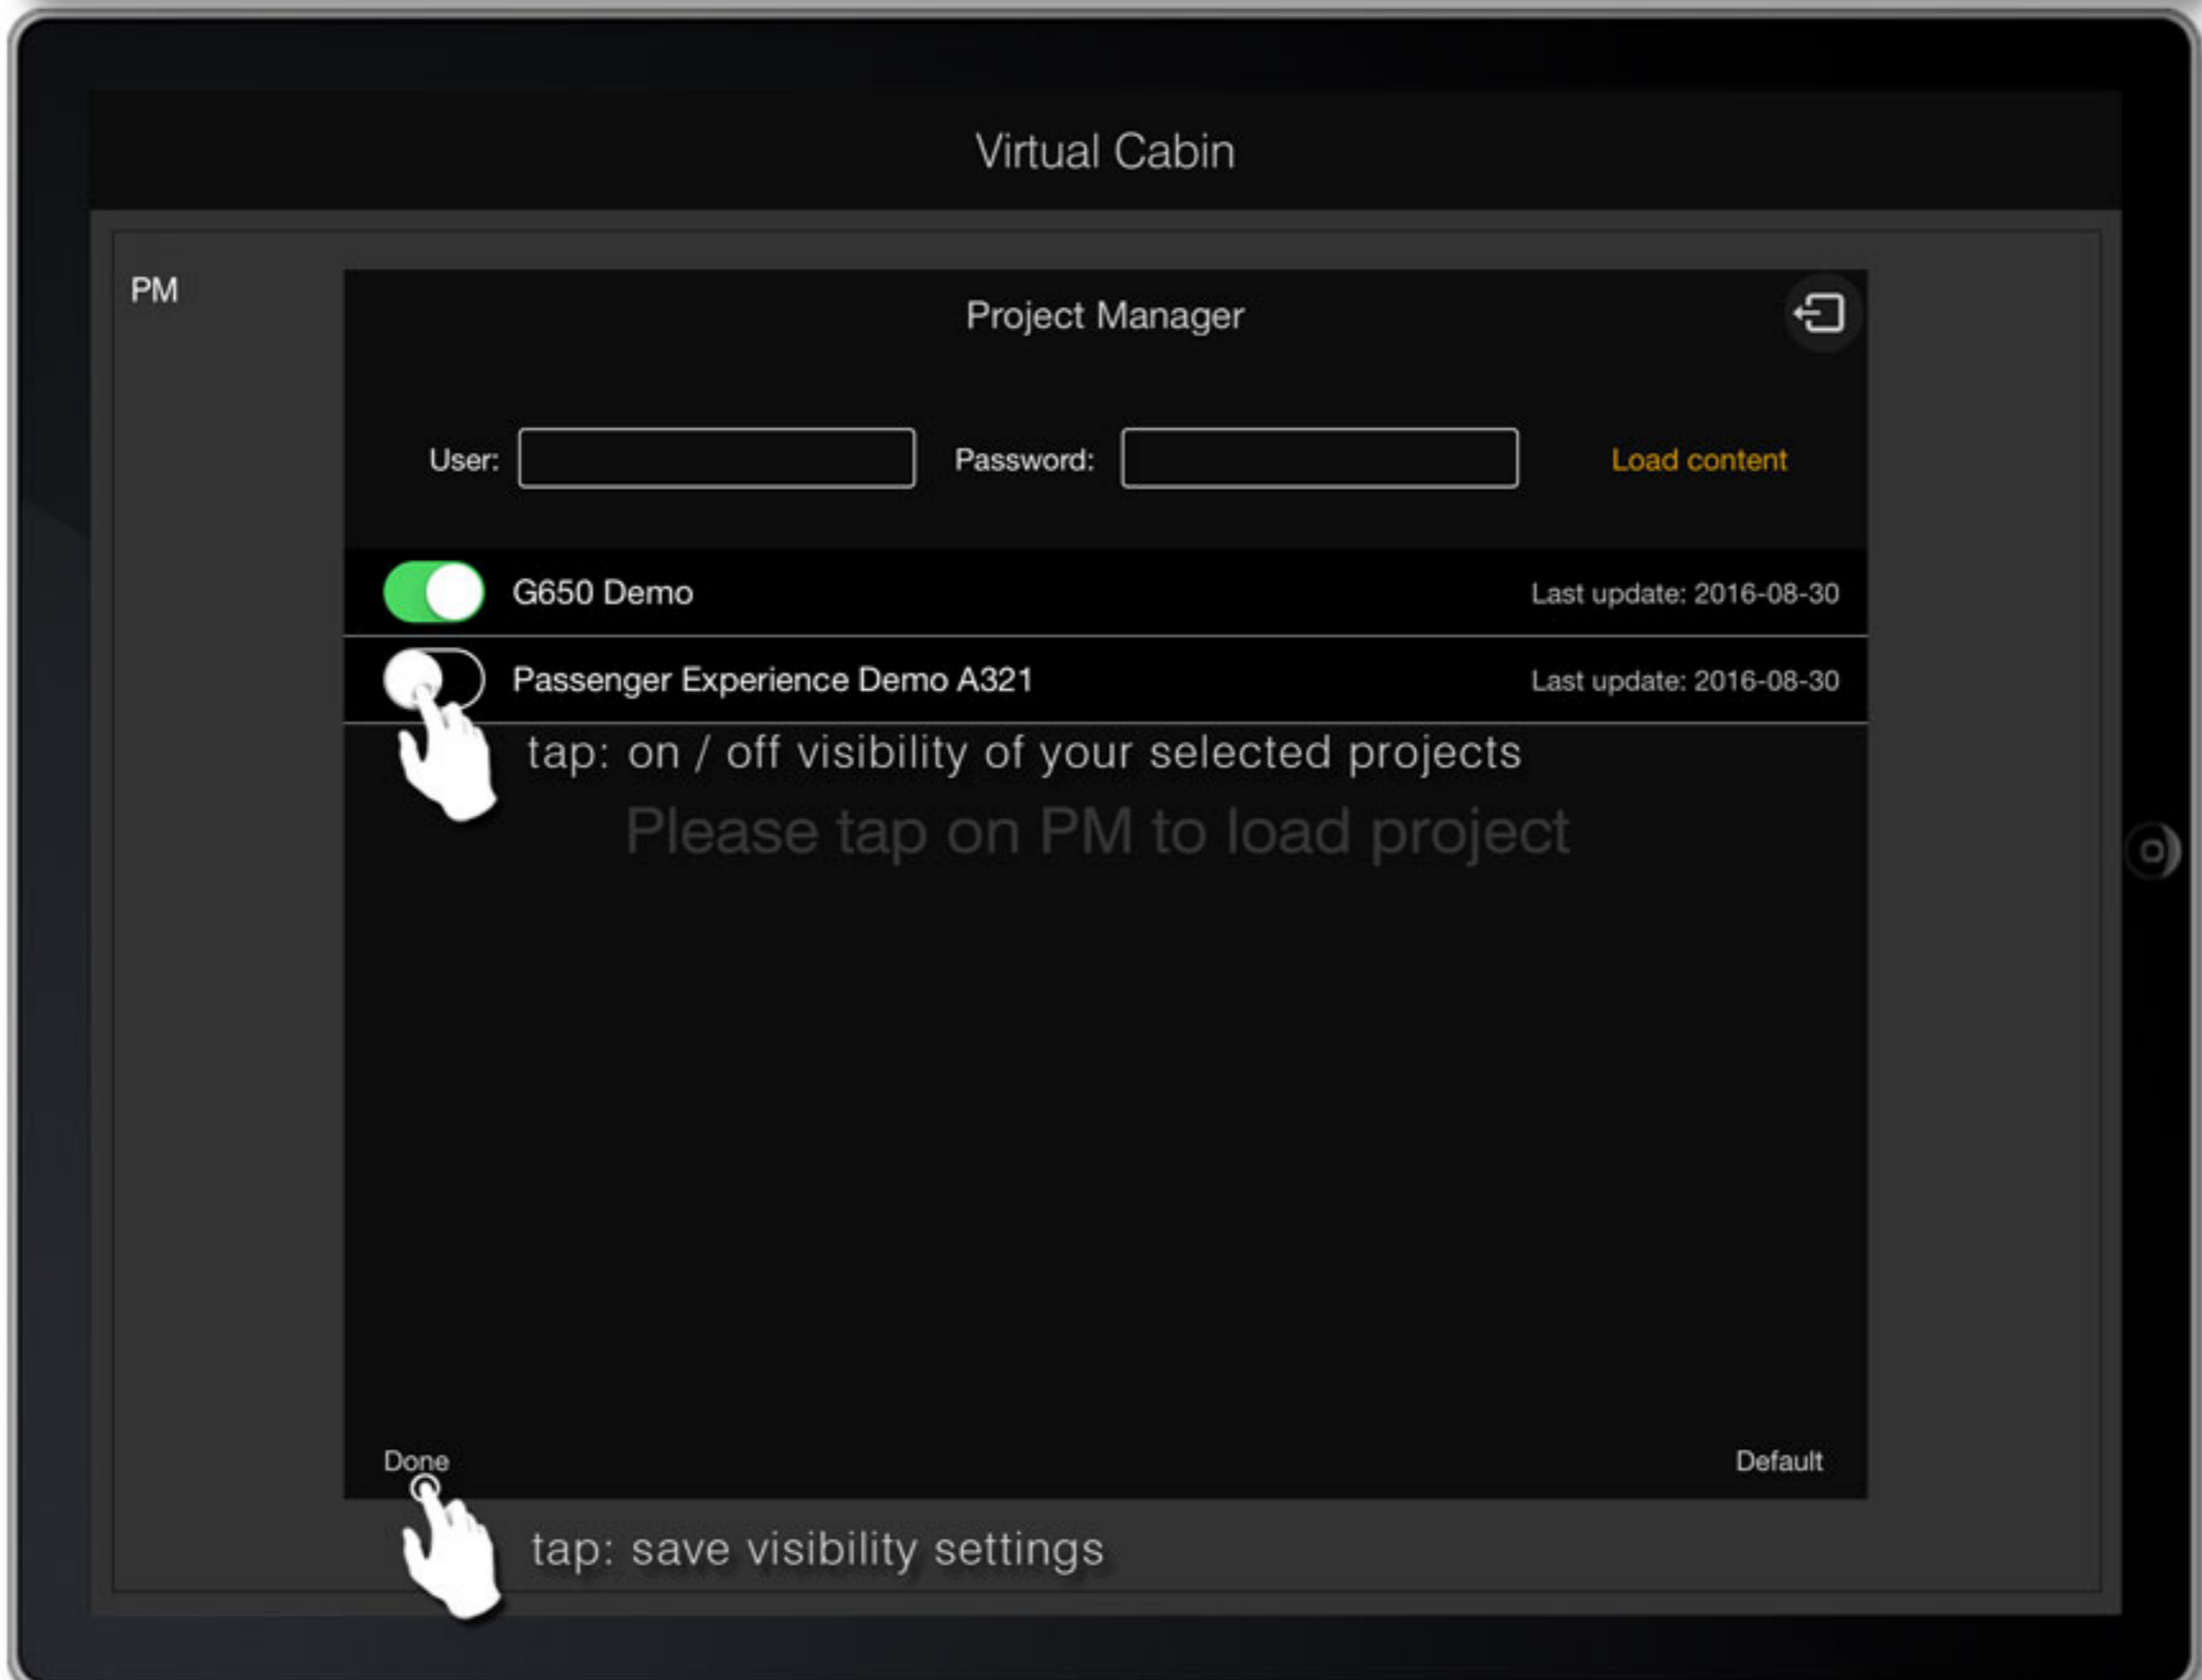 Virtual Cabin
PM
Project Manager
User:
Password:
Load content
G650 Demo
Last update: 2016-08-30
Passenger Experience Demo A321
Last update: 2016-08-30
tap: on / off visibility of your selected projects
Please tap on PM to load project
Done
Default
tap: save visibility settings